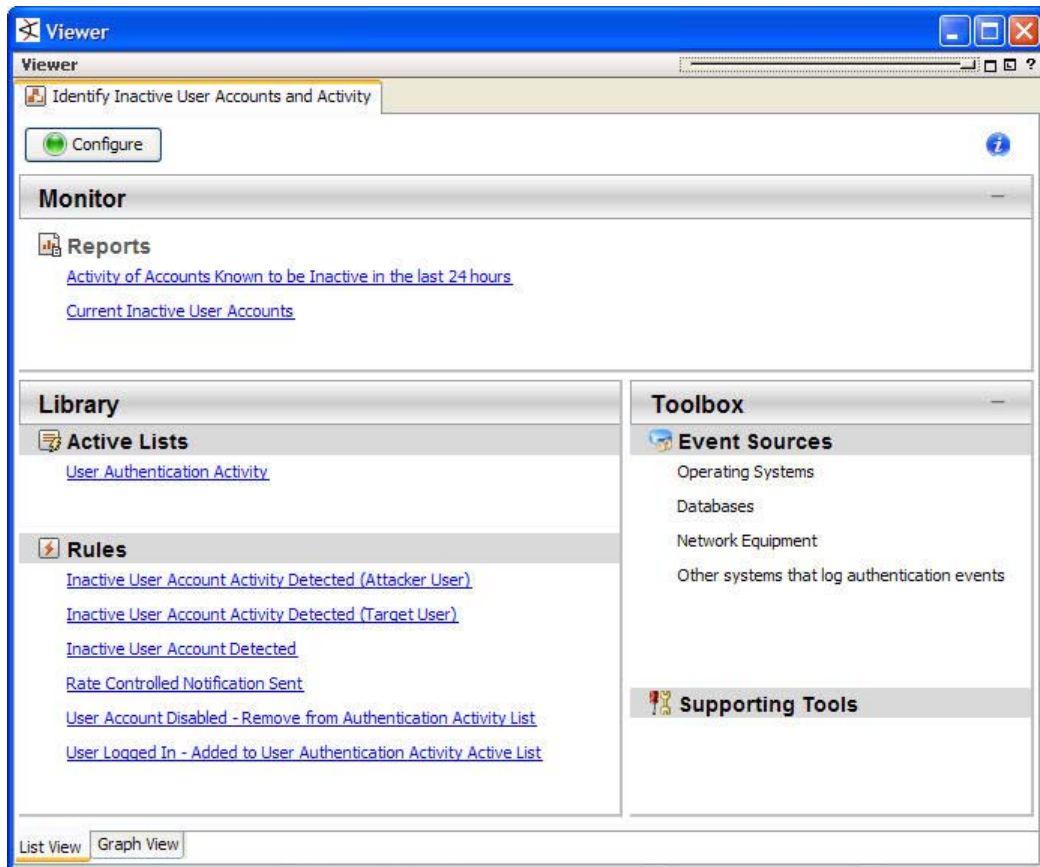 Viewer
Viewer
?
Identify Inactive User Accounts and Activity
Configure
i
Monitor
Reports
Activity of Accounts Known to be Inactive in the last 24 hours
Current Inactive User Accounts
Library
Active Lists
User Authentication Activity
Rules
Inactive User Account Activity Detected (Attacker User)
Inactive User Account Activity Detected (Target User)
Inactive User Account Detected
Rate Controlled Notification Sent
User Account Disabled - Remove from Authentication Activity List
User Logged In - Added to User Authentication Activity Active List
Toolbox
Event Sources
Operating Systems
Databases
Network Equipment
Other systems that log authentication events
Supporting Tools
List View
Graph View